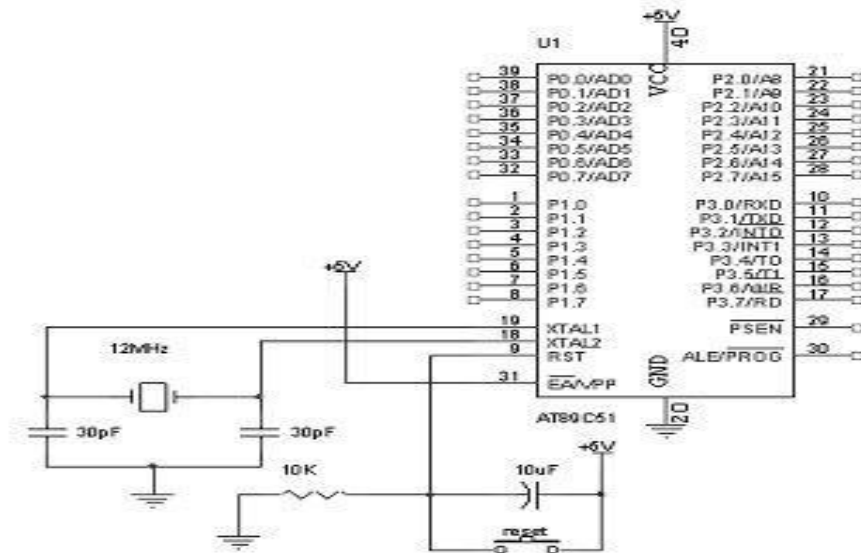 +5V
40
U1
VCC
39 P0.0/AD0 P2.0/A8 21
38 P0.1/AD1 P2.1/A9 22
37 P0.2/AD2 P2.2/A10 23
36 P0.3/AD3 P2.3/A11 24
35 P0.4/AD4 P2.4/A12 25
34 P0.5/AD5 P2.5/A13 26
33 P0.6/AD6 P2.6/A14 27
32 P0.7/AD7 P2.7/A15 28
1 P1.0 P3.0/RXD 10
2 P1.1 P3.1/TXD 11
3 P1.2 P3.2/INT0 12
4 P1.3 P3.3/INT1 13
5 P1.4 P3.4/T0 14
6 P1.5 P3.5/T1 15
7 P1.6 P3.6/WR 16
8 P1.7 P3.7/RD 17
+5V
19 XTAL1 PSEN 29
18 XTAL2
9 RST ALE/PROG 30
12MHz
31 EA/VPP
GND
20
AT89C51
30pF 30pF
+5V
10K 10uF
reset